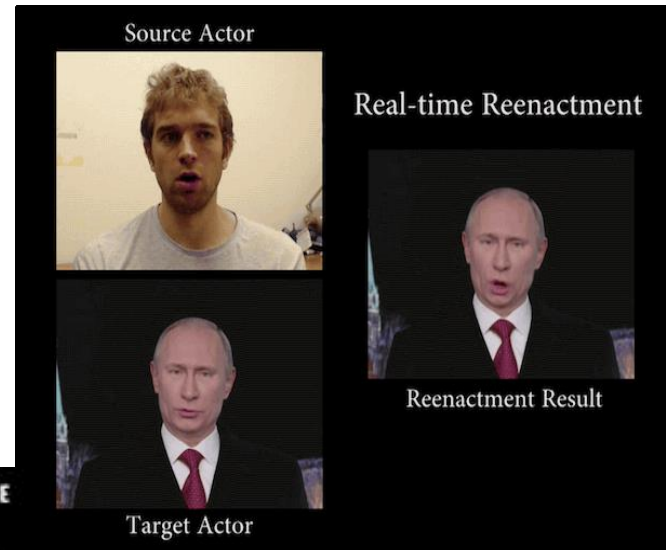 Source Actor
Real-time Reenactment
Reenactment Result
Target Actor
E